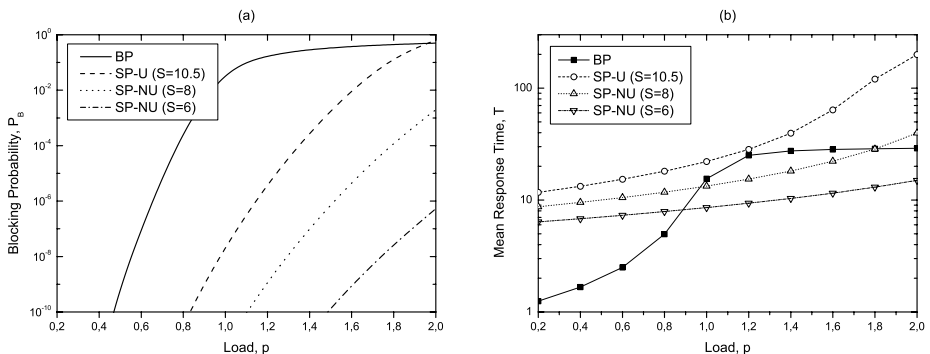 (a)
10^0
10^-2
10^-4
10^-6
10^-8
10^-10
Blocking Probability, P_B
BP
SP-U (S=10.5)
SP-NU (S=8)
SP-NU (S=6)
0,2 0,4 0,6 0,8 1,0 1,2 1,4 1,6 1,8 2,0
Load, p
(b)
100
10
1
Mean Response Time, T
BP
SP-U (S=10.5)
SP-NU (S=8)
SP-NU (S=6)
0,2 0,4 0,6 0,8 1,0 1,2 1,4 1,6 1,8 2,0
Load, p